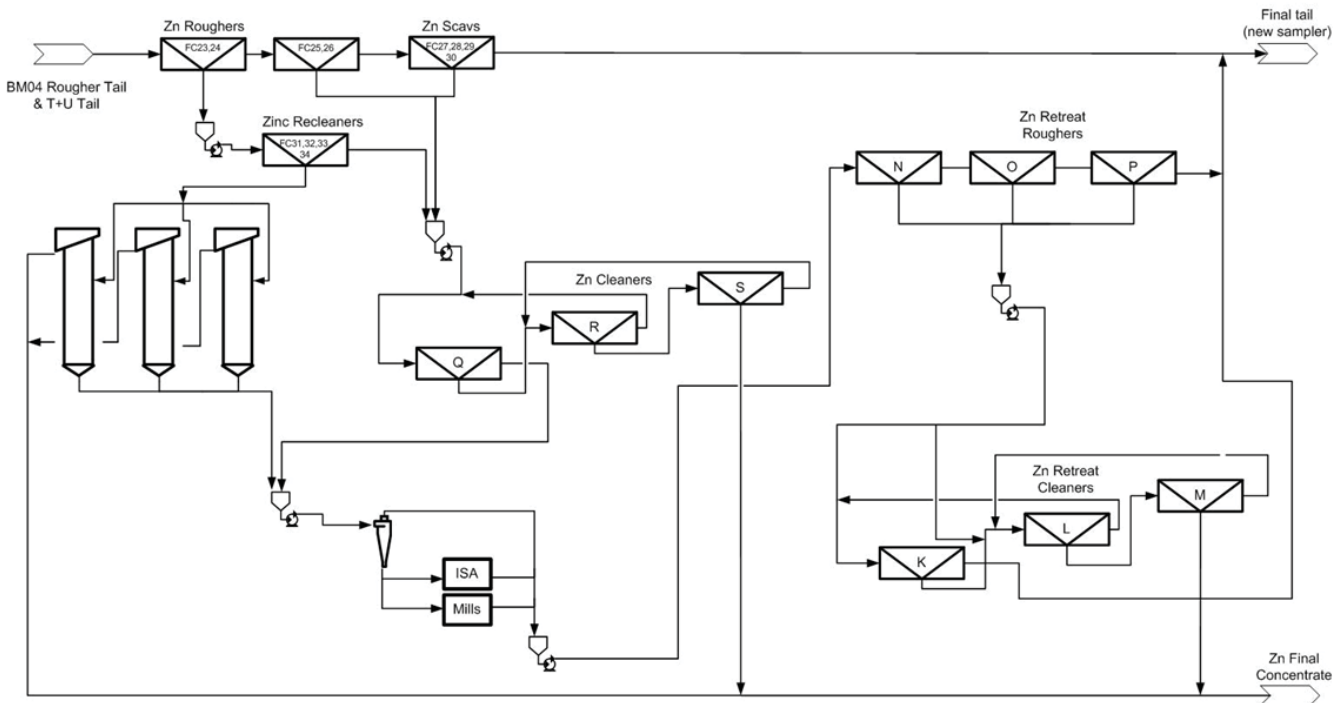 Zn Roughers
Zn Scavs
Final tail
(new sampler)
FC23,24
FC25,26
FC27,28,29,
30
BM04 Rougher Tail
& T+U Tail
Zinc Recleaners
FC31,32,33,
34
Zn Retreat
Roughers
N
O
P
Zn Cleaners
S
R
Q
Zn Retreat
Cleaners
M
L
K
ISA
Mills
Zn Final
Concentrate